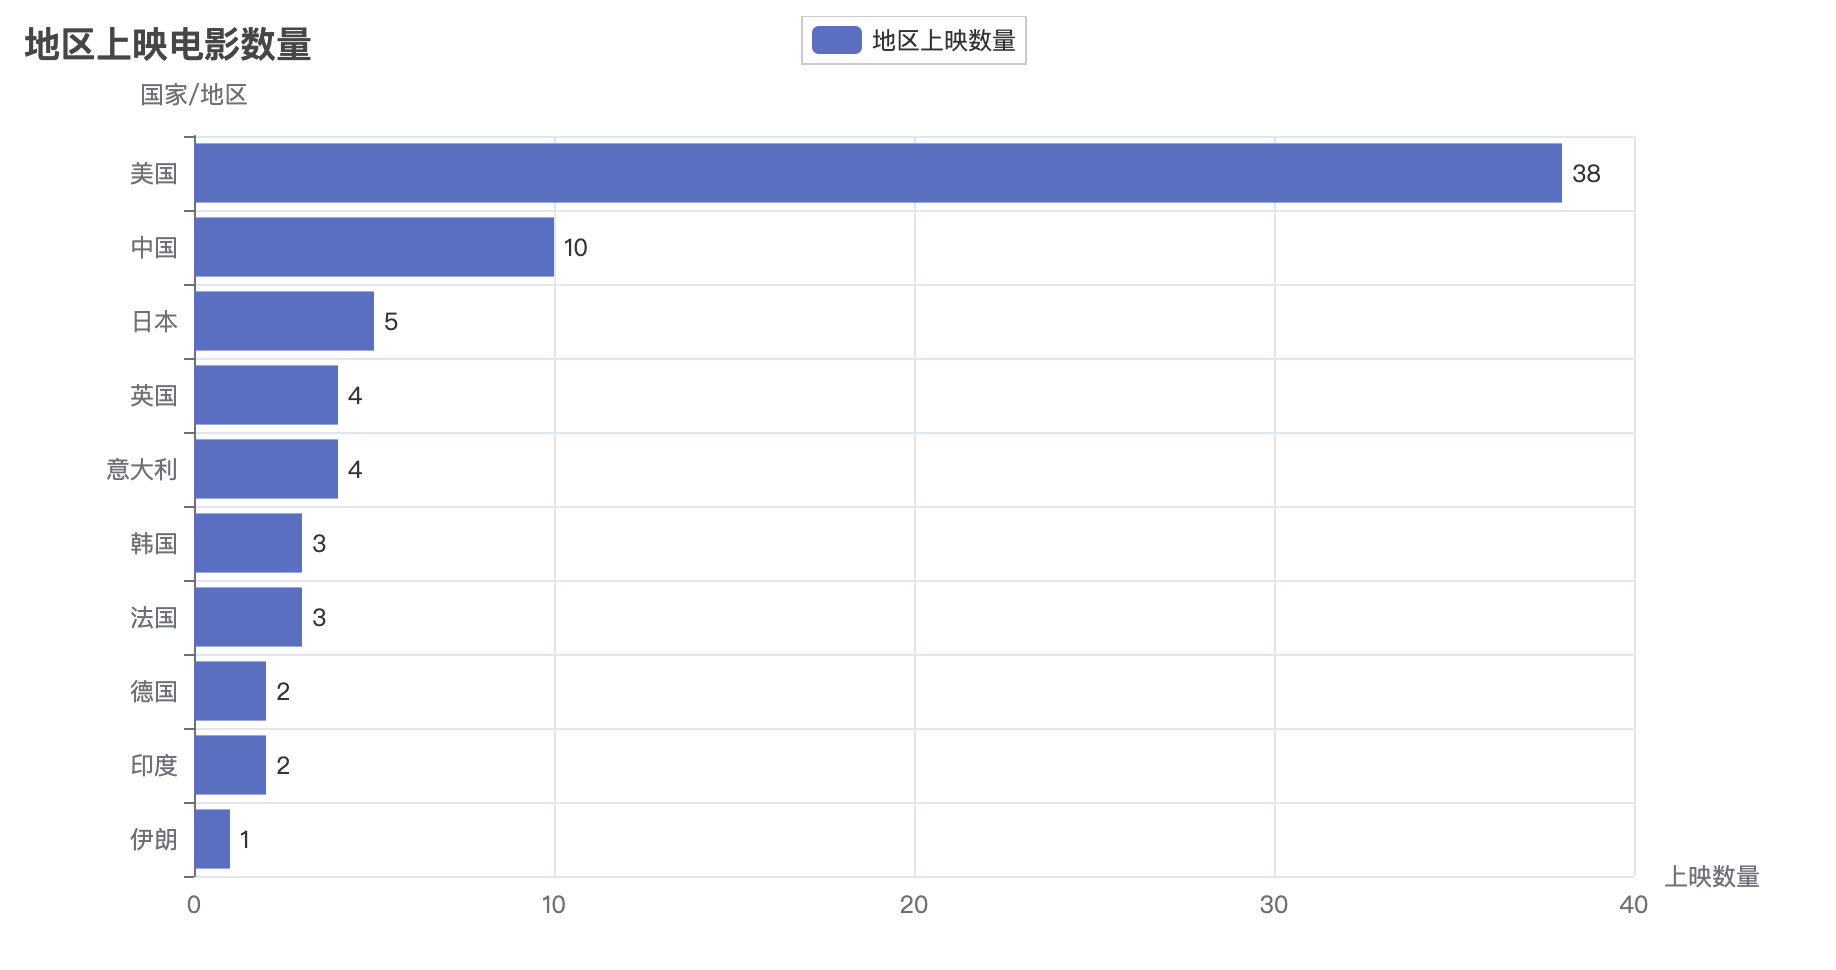 地区上映电影数量
地区上映数量
国家/地区
美国 38
中国 10
日本 5
英国 4
意大利 4
韩国 3
法国 3
德国 2
印度 2
伊朗 1
上映数量
0 10 20 30 40